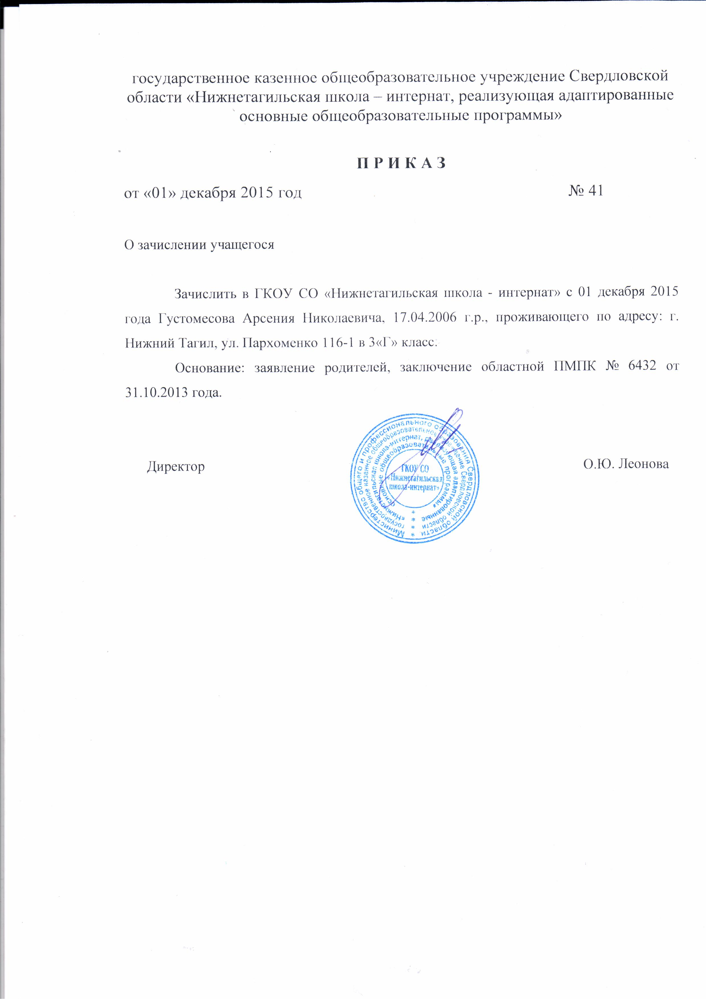 государственное казенное общеобразовательное учреждение Свердловской
области «Нижнетагильская школа – интернат, реализующая адаптированные
основные общеобразовательные программы»
П Р И К А З
от «01» декабря 2015 год № 41
О зачислении учащегося
Зачислить в ГКОУ СО «Нижнетагильская школа - интернат» с 01 декабря 2015
года Густомесова Арсения Николаевича, 17.04.2006 г.р., проживающего по адресу: г.
Нижний Тагил, ул. Пархоменко 116-1 в 3«Г» класс.
Основание: заявление родителей, заключение областной ПМПК № 6432 от
31.10.2013 года.
Директор О.Ю. Леонова
Министерство общего и профессионального образования Свердловской области
* государственное казенное общеобразовательное учреждение Свердловской области
* «Нижнетагильская школа-интернат, реализующая адаптированные
* основные общеобразовательные программы»
*
ГКОУ СО
«Нижнетагильская
школа-интернат»